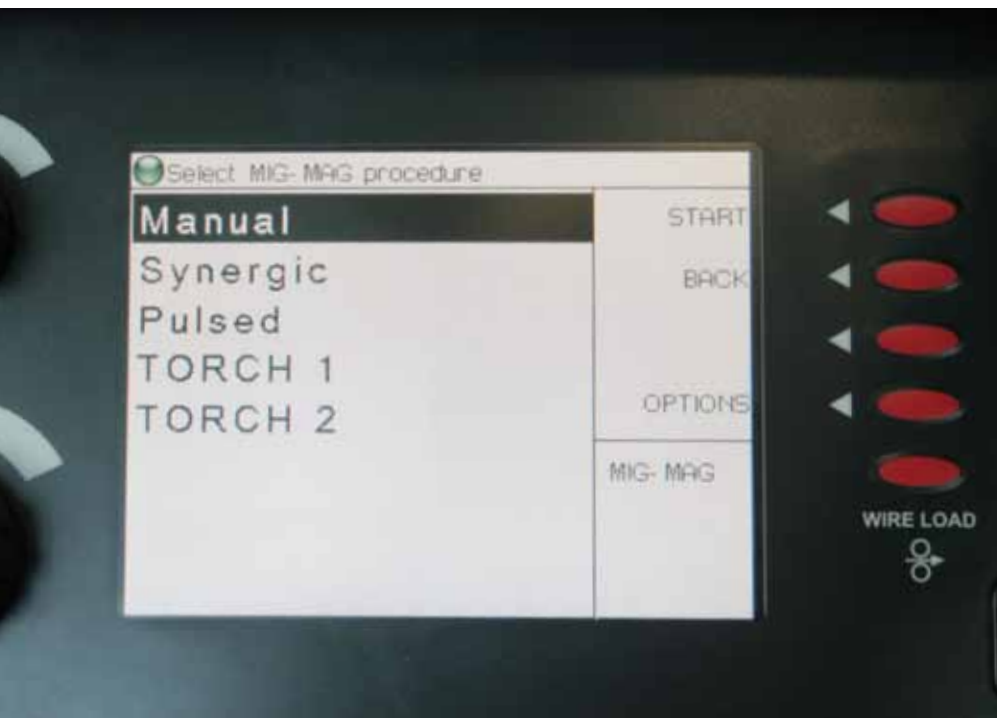 Select MIG-MAG procedure
Manual
Synergic
Pulsed
TORCH 1
TORCH 2
START
BACK
OPTIONS
MIG-MAG
WIRE LOAD